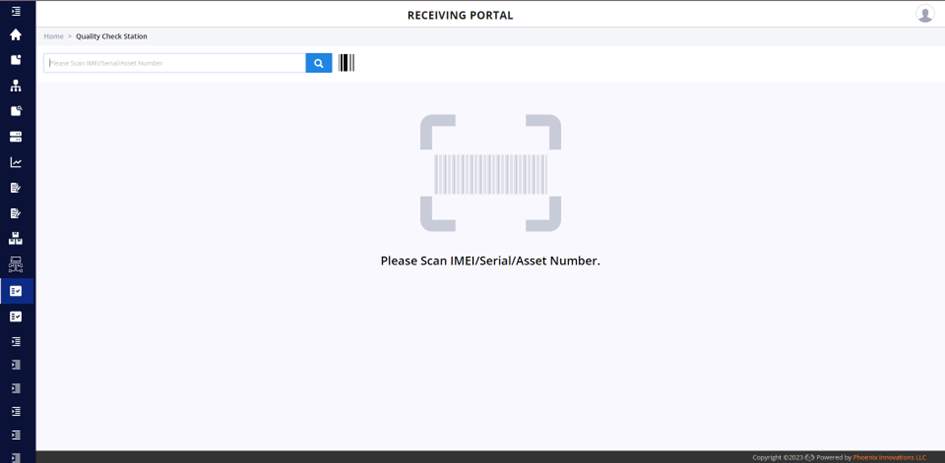 RECEIVING PORTAL
Home > Quality Check Station
Please Scan IMEI/Serial/Asset Number
Please Scan IMEI/Serial/Asset Number.
Copyright ©2023 Powered by Phoenix Innovations LLC